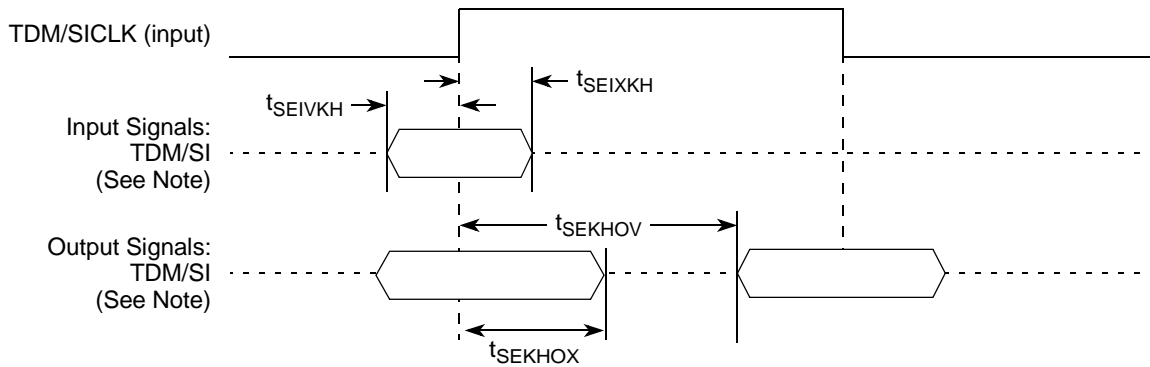 TDM/SICLK (input)
tSEIXKH
tSEIVKH
Input Signals:
TDM/SI
(See Note)
tSEKHOV
Output Signals:
TDM/SI
(See Note)
tSEKHOX